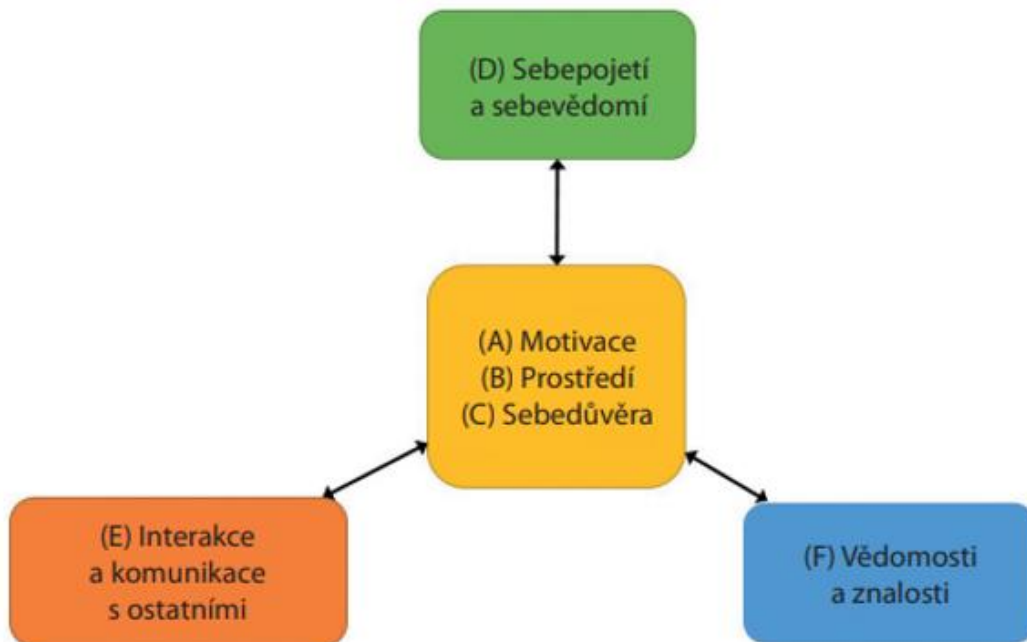 (D) Sebepojetí
a sebevědomí
(A) Motivace
(B) Prostředí
(C) Sebedůvěra
(E) Interakce
a komunikace
s ostatními
(F) Vědomosti
a znalosti